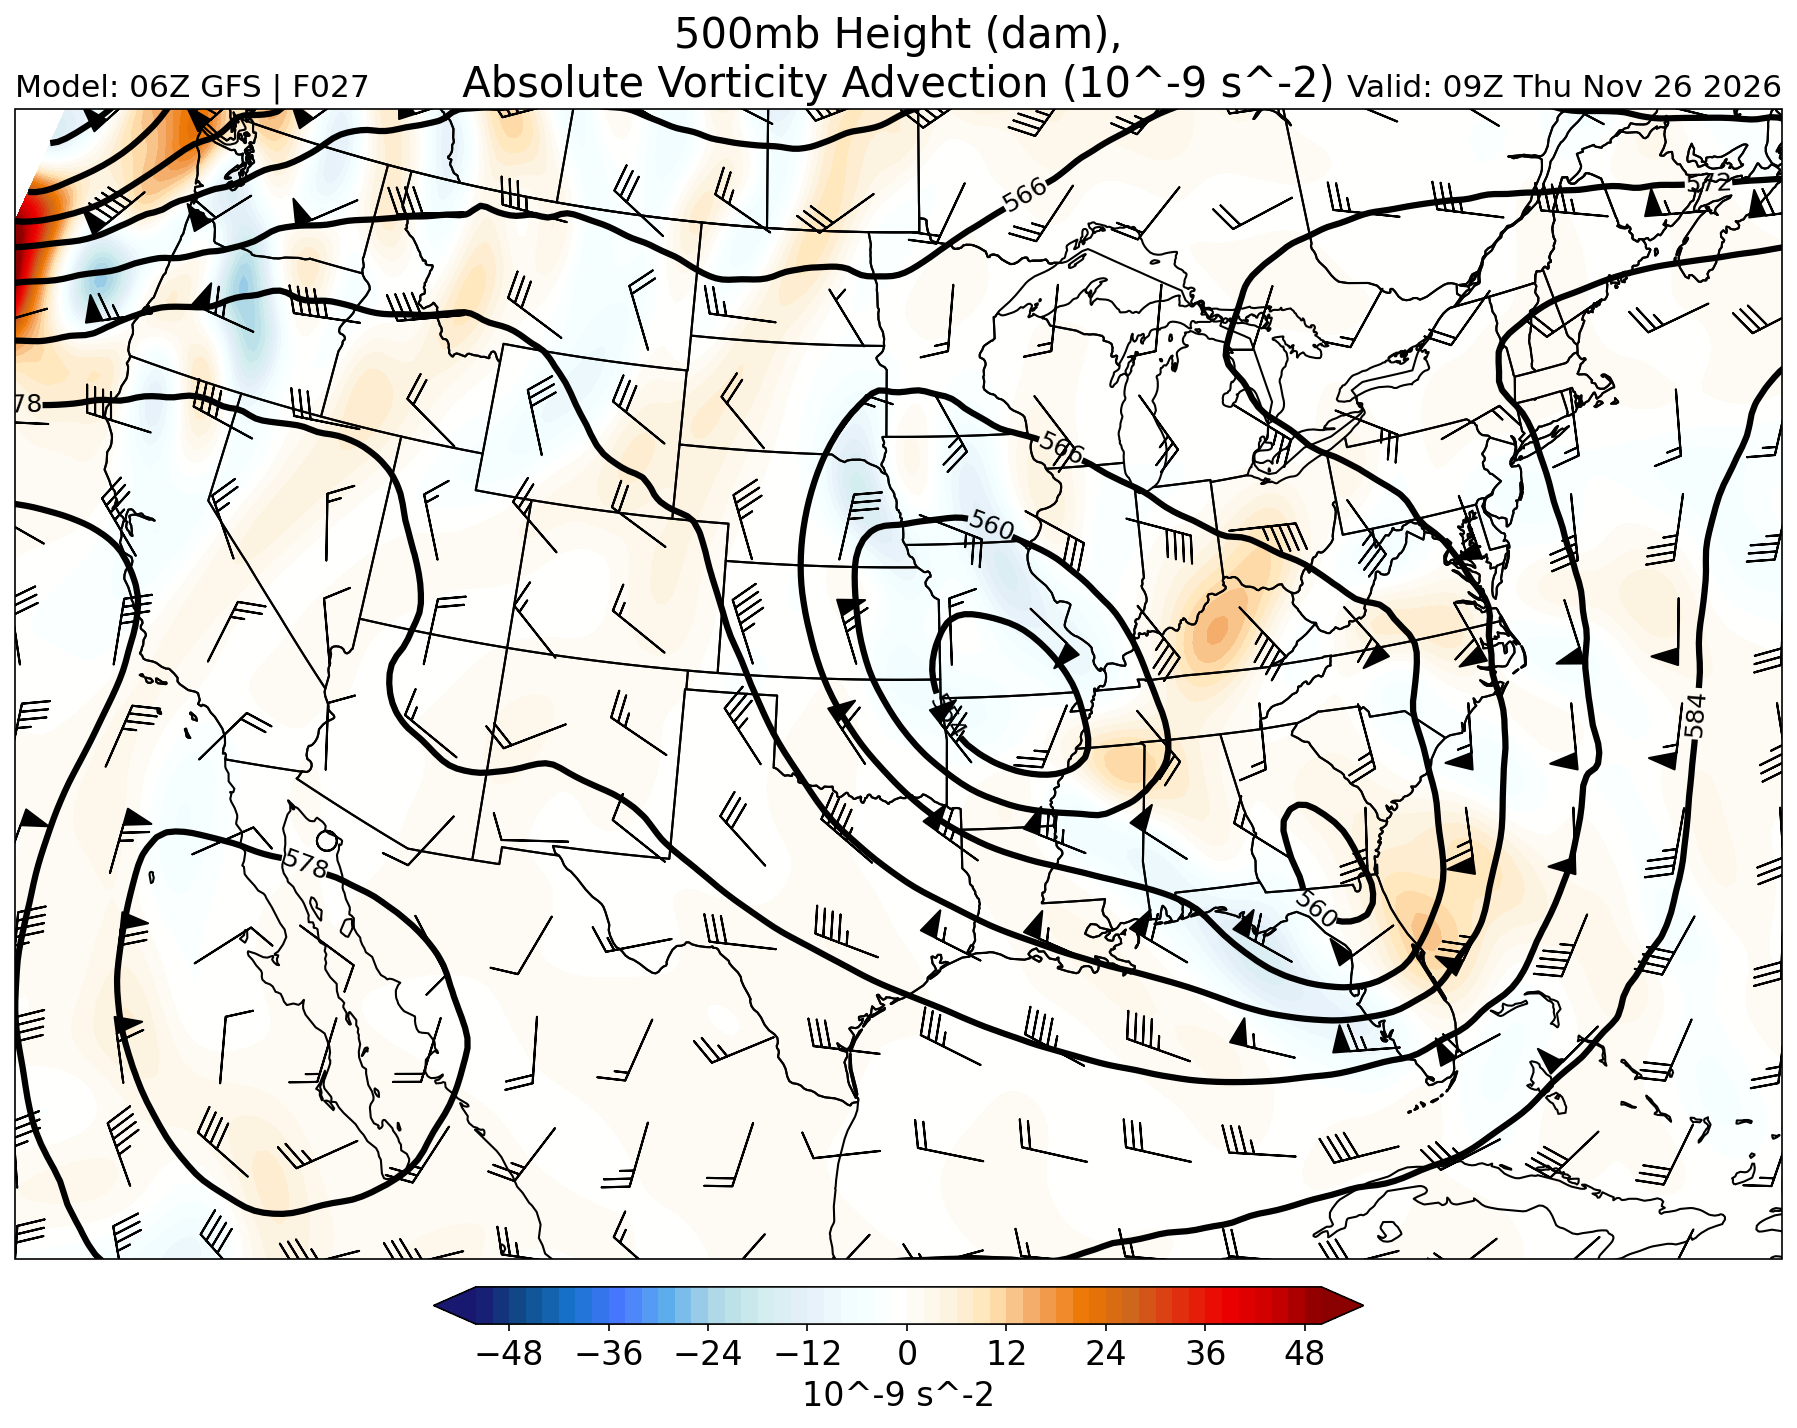 500mb Height (dam),
Model: 06Z GFS | F027
Absolute Vorticity Advection (10^-9 s^-2)
Valid: 09Z Thu Nov 26 2026
566
572
78
566
560
584
578
560
−48 −36 −24 −12 0 12 24 36 48
10^-9 s^-2